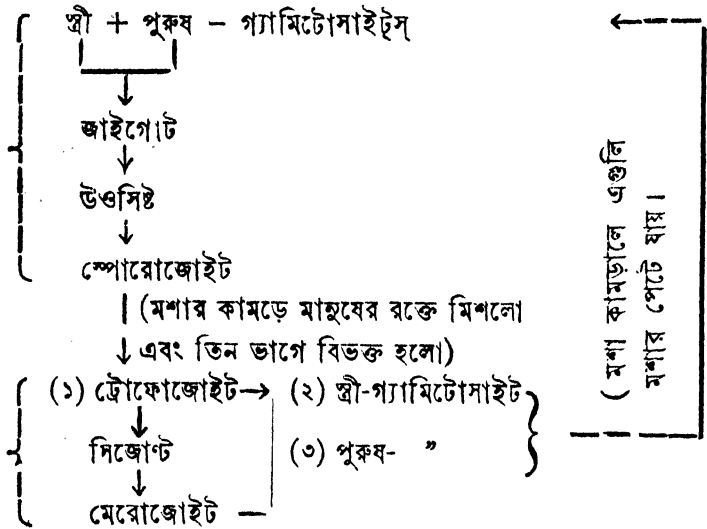 স্ত্রী + পুরুষ – গ্যামিটোসাইট্স্
জাইগোট
ঊওসিষ্ট
স্পোরোজোইট
(মশার কামড়ে মানুষের রক্তে মিশলো
এবং তিন ভাগে বিভক্ত হলো)
(১) ট্রোফোজোইট → (২) স্ত্রী-গ্যামিটোসাইট
সিজোণ্ট (৩) পুরুষ- ”
মেরোজোইট
(মশা কামড়ালে এগুলি
মশার পেটে যায়।